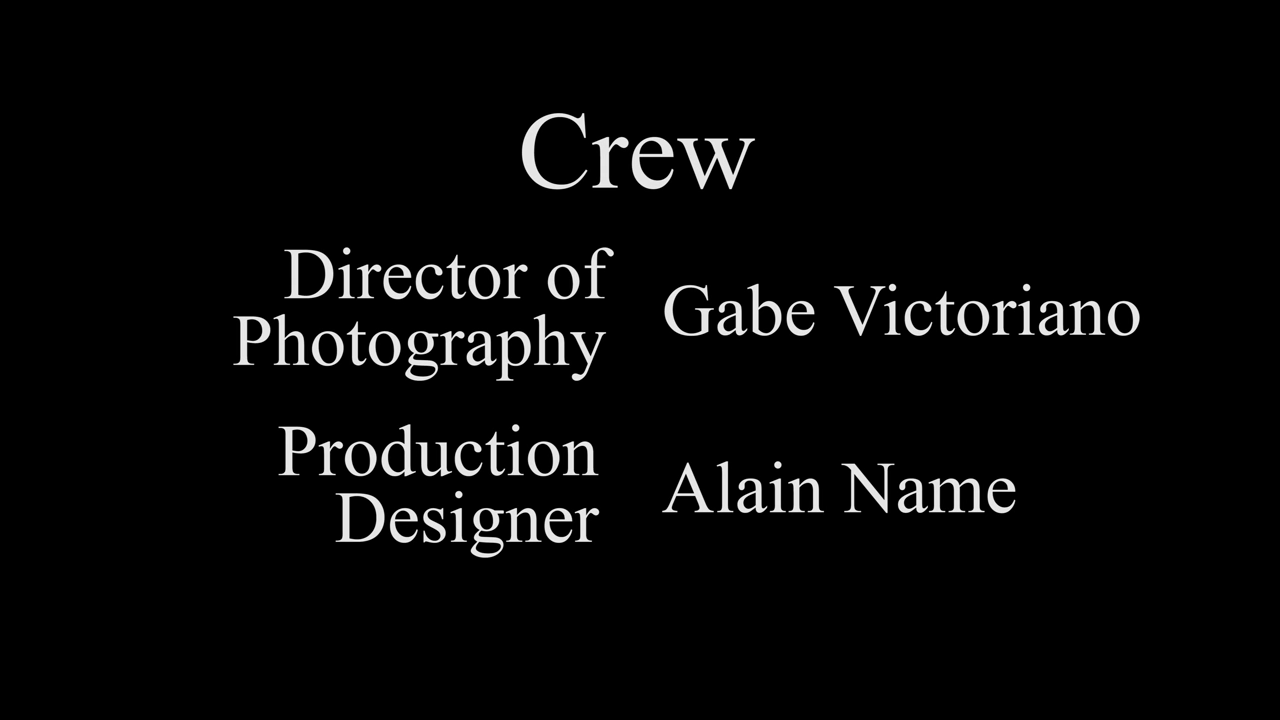 Crew
Director of
Photography
Gabe Victoriano
Production
Designer
Alain Name